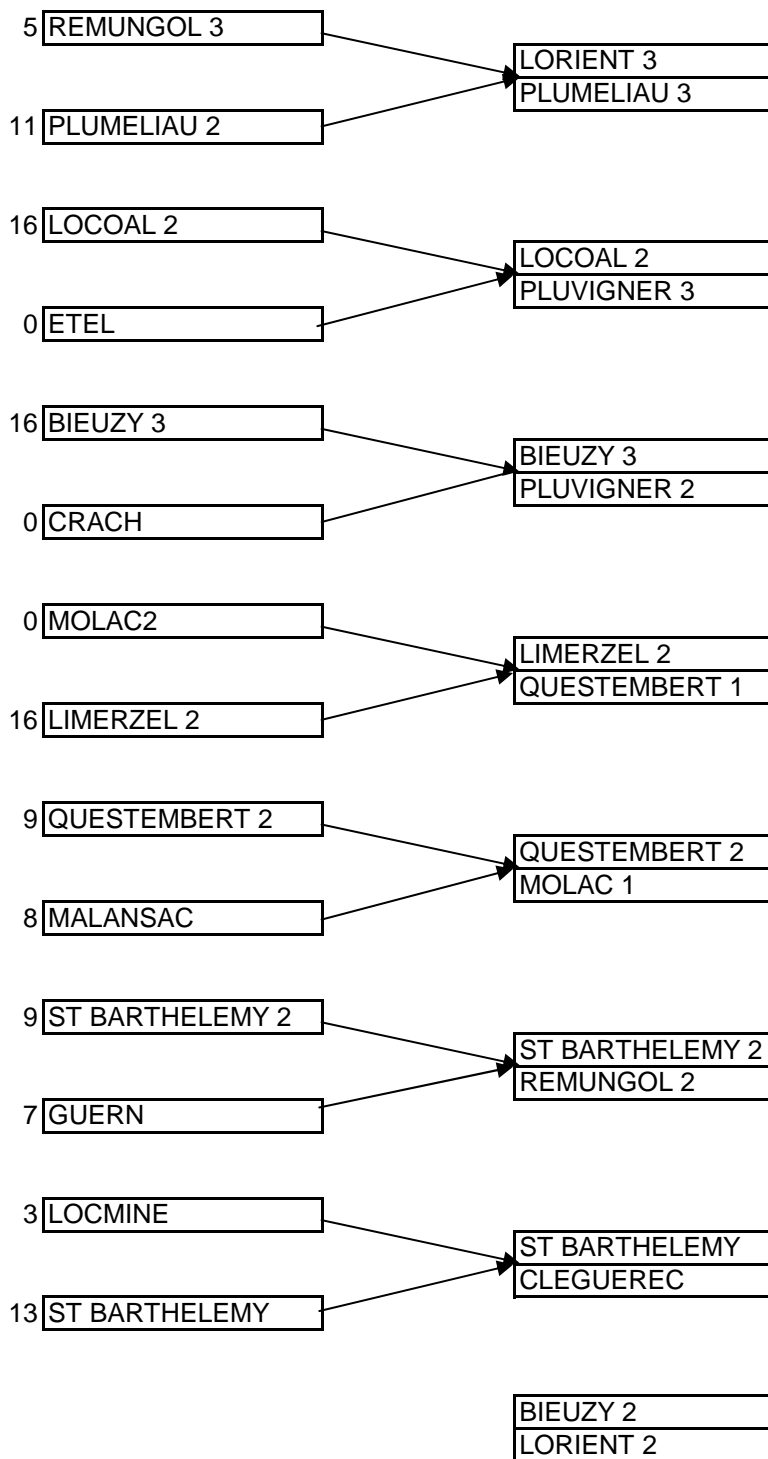 5 REMUNGOL 3
LORIENT 3
PLUMELIAU 3
11 PLUMELIAU 2
16 LOCOAL 2
LOCOAL 2
PLUVIGNER 3
0 ETEL
16 BIEUZY 3
BIEUZY 3
PLUVIGNER 2
0 CRACH
0 MOLAC2
LIMERZEL 2
QUESTEMBERT 1
16 LIMERZEL 2
9 QUESTEMBERT 2
QUESTEMBERT 2
MOLAC 1
8 MALANSAC
9 ST BARTHELEMY 2
ST BARTHELEMY 2
REMUNGOL 2
7 GUERN
3 LOCMINE
ST BARTHELEMY
CLEGUEREC
13 ST BARTHELEMY
BIEUZY 2
LORIENT 2